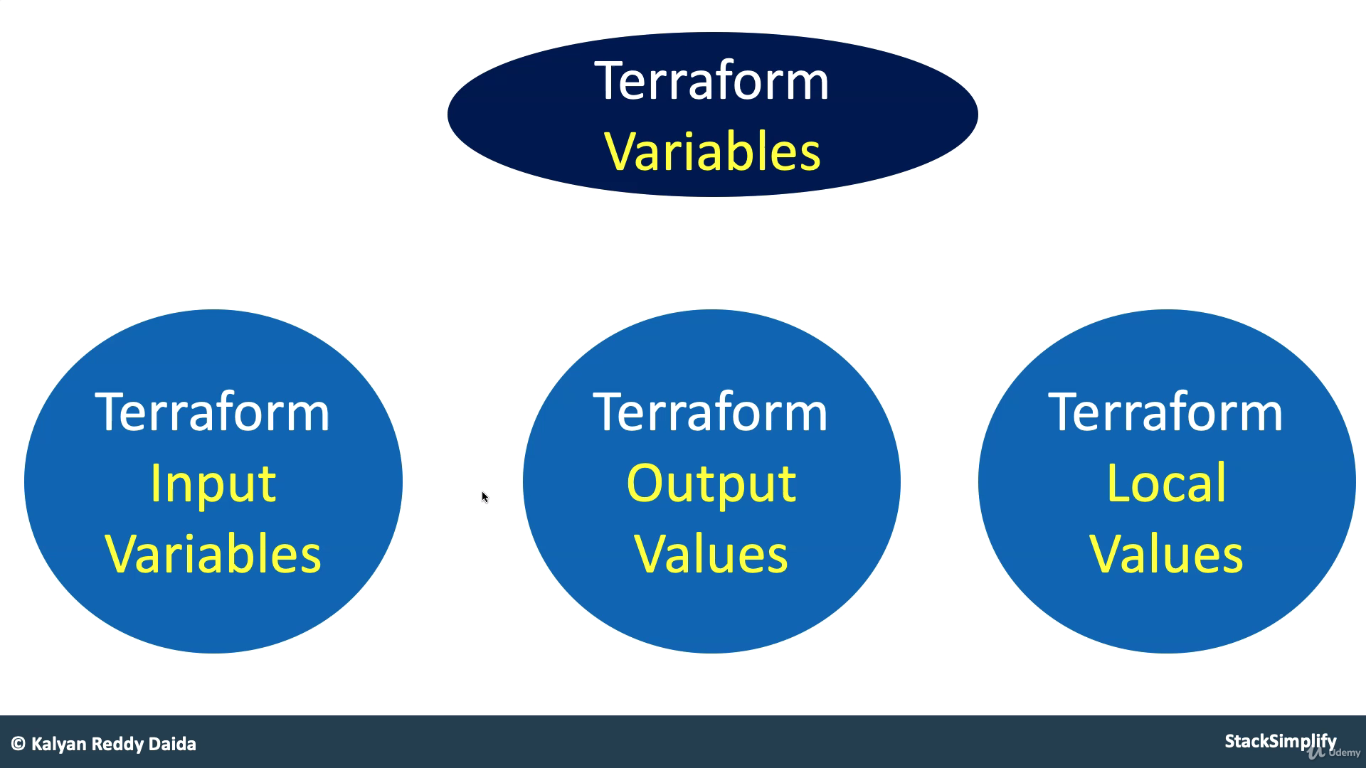 Terraform
Variables
Terraform
Input
Variables
Terraform
Output
Values
Terraform
Local
Values
© Kalyan Reddy Daida
StackSimplify
Udemy